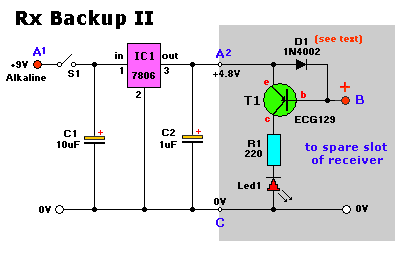 Rx Backup II
D1
(see text)
1N4002
A1
+9V
Alkaline
S1
in
IC1
out
1
7806
3
2
A2
+4.8V
e
T1
b
c
ECG129
+
B
C1
10uF
+
C2
1uF
+
R1
220
to spare slot
of receiver
Led1
0V
0V
C
0V